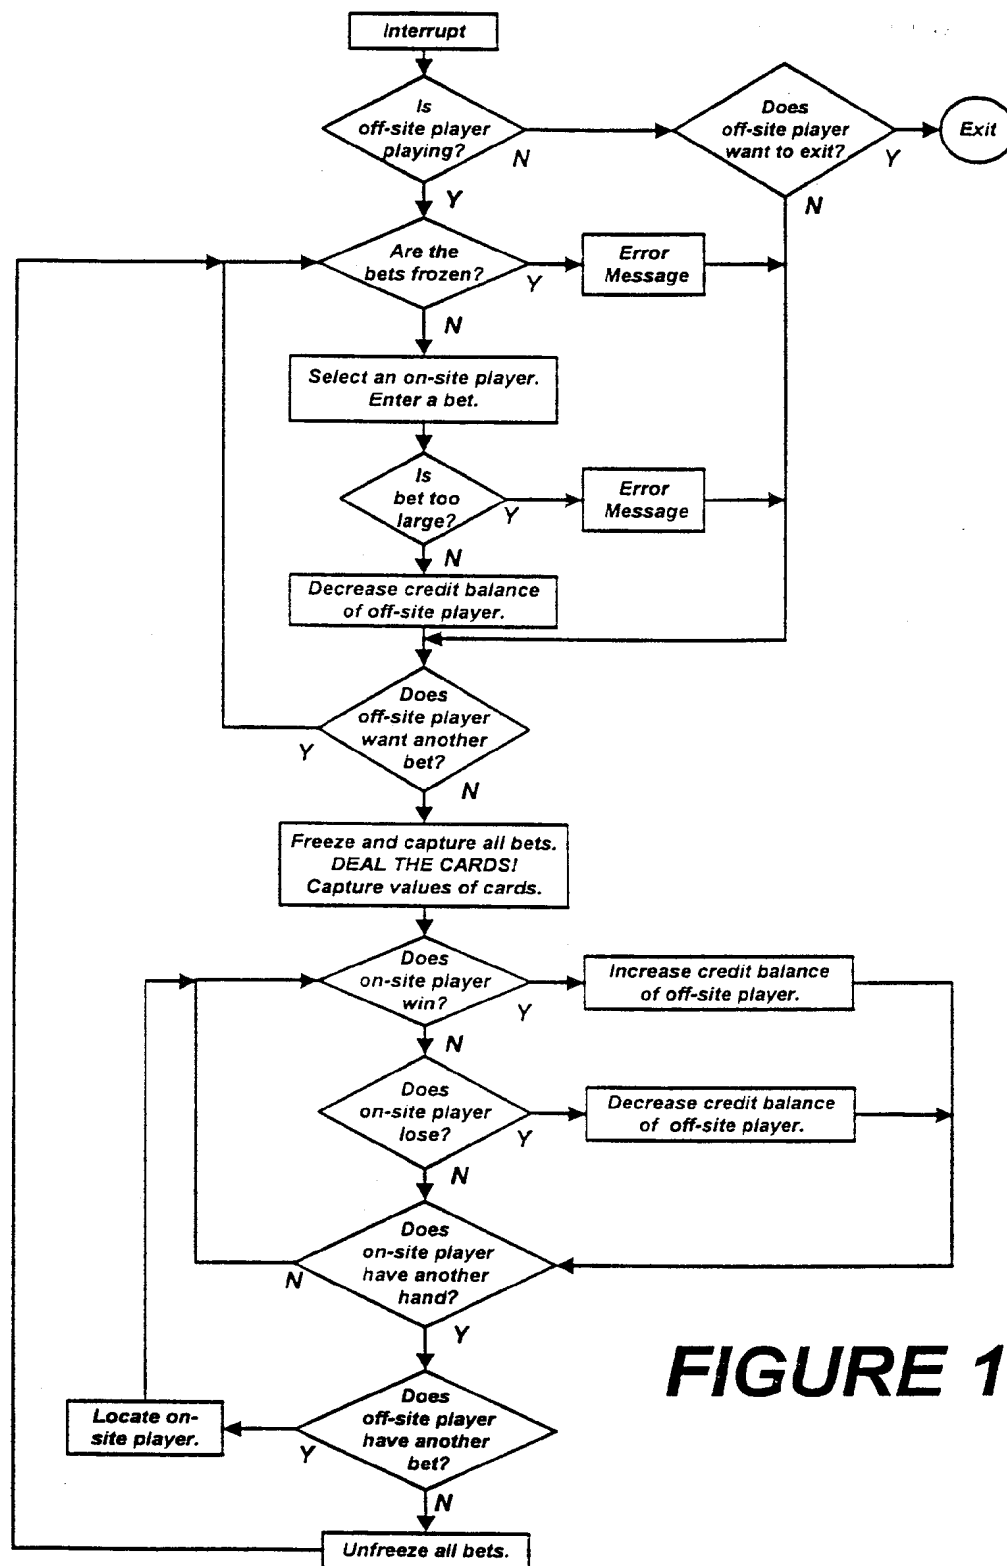 Interrupt
Is
off-site player
playing?
N
Y
Does
off-site player
want to exit?
Y
N
Exit
Are the
bets frozen?
Y
N
Error
Message
Select an on-site player.
Enter a bet.
Is
bet too
large?
Y
N
Error
Message
Decrease credit balance
of off-site player.
Does
off-site player
want another
bet?
Y
N
Freeze and capture all bets.
DEAL THE CARDS!
Capture values of cards.
Does
on-site player
win?
Y
N
Increase credit balance
of off-site player.
Does
on-site player
lose?
Y
N
Decrease credit balance
of off-site player.
Does
on-site player
have another
hand?
N
Y
FIGURE 1
Does
off-site player
have another
bet?
Y
N
Locate on-
site player.
Unfreeze all bets.